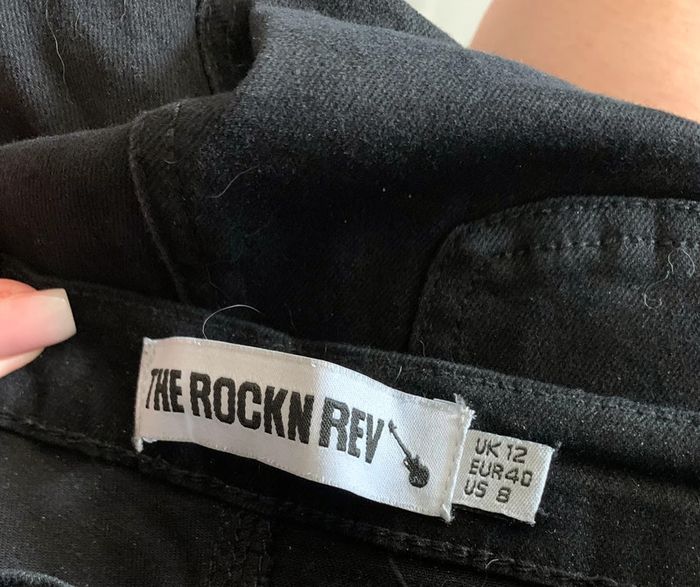 THE ROCKN REV
UK 12
EUR 40
US 8